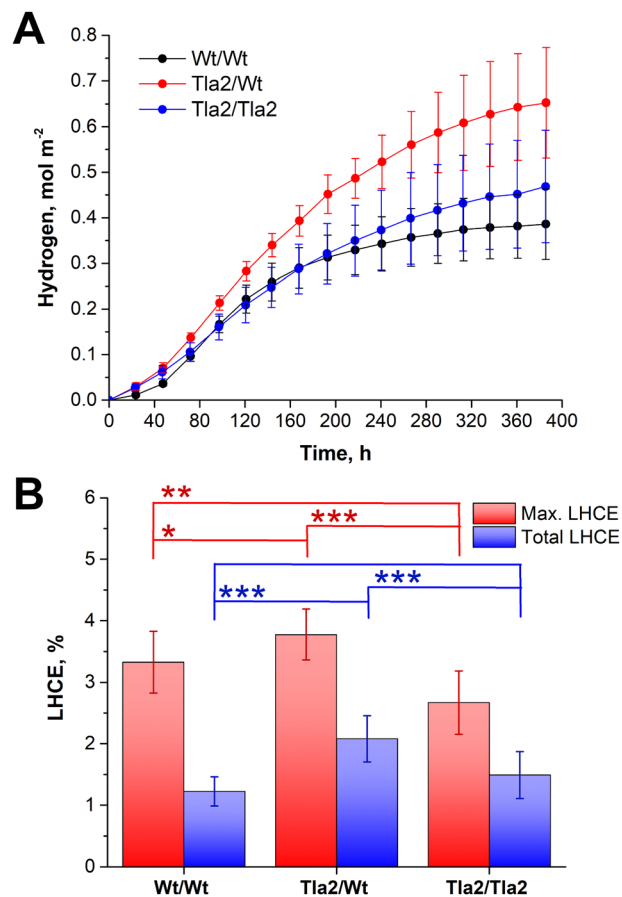 A
0.8
0.7
0.6
0.5
0.4
0.3
0.2
0.1
0.0
Hydrogen, mol m⁻²
Wt/Wt
Tla2/Wt
Tla2/Tla2
0 40 80 120 160 200 240 280 320 360 400
Time, h
B
6
5
4
3
2
1
0
LHCE, %
**
***
*
***
***
Max. LHCE
Total LHCE
Wt/Wt Tla2/Wt Tla2/Tla2